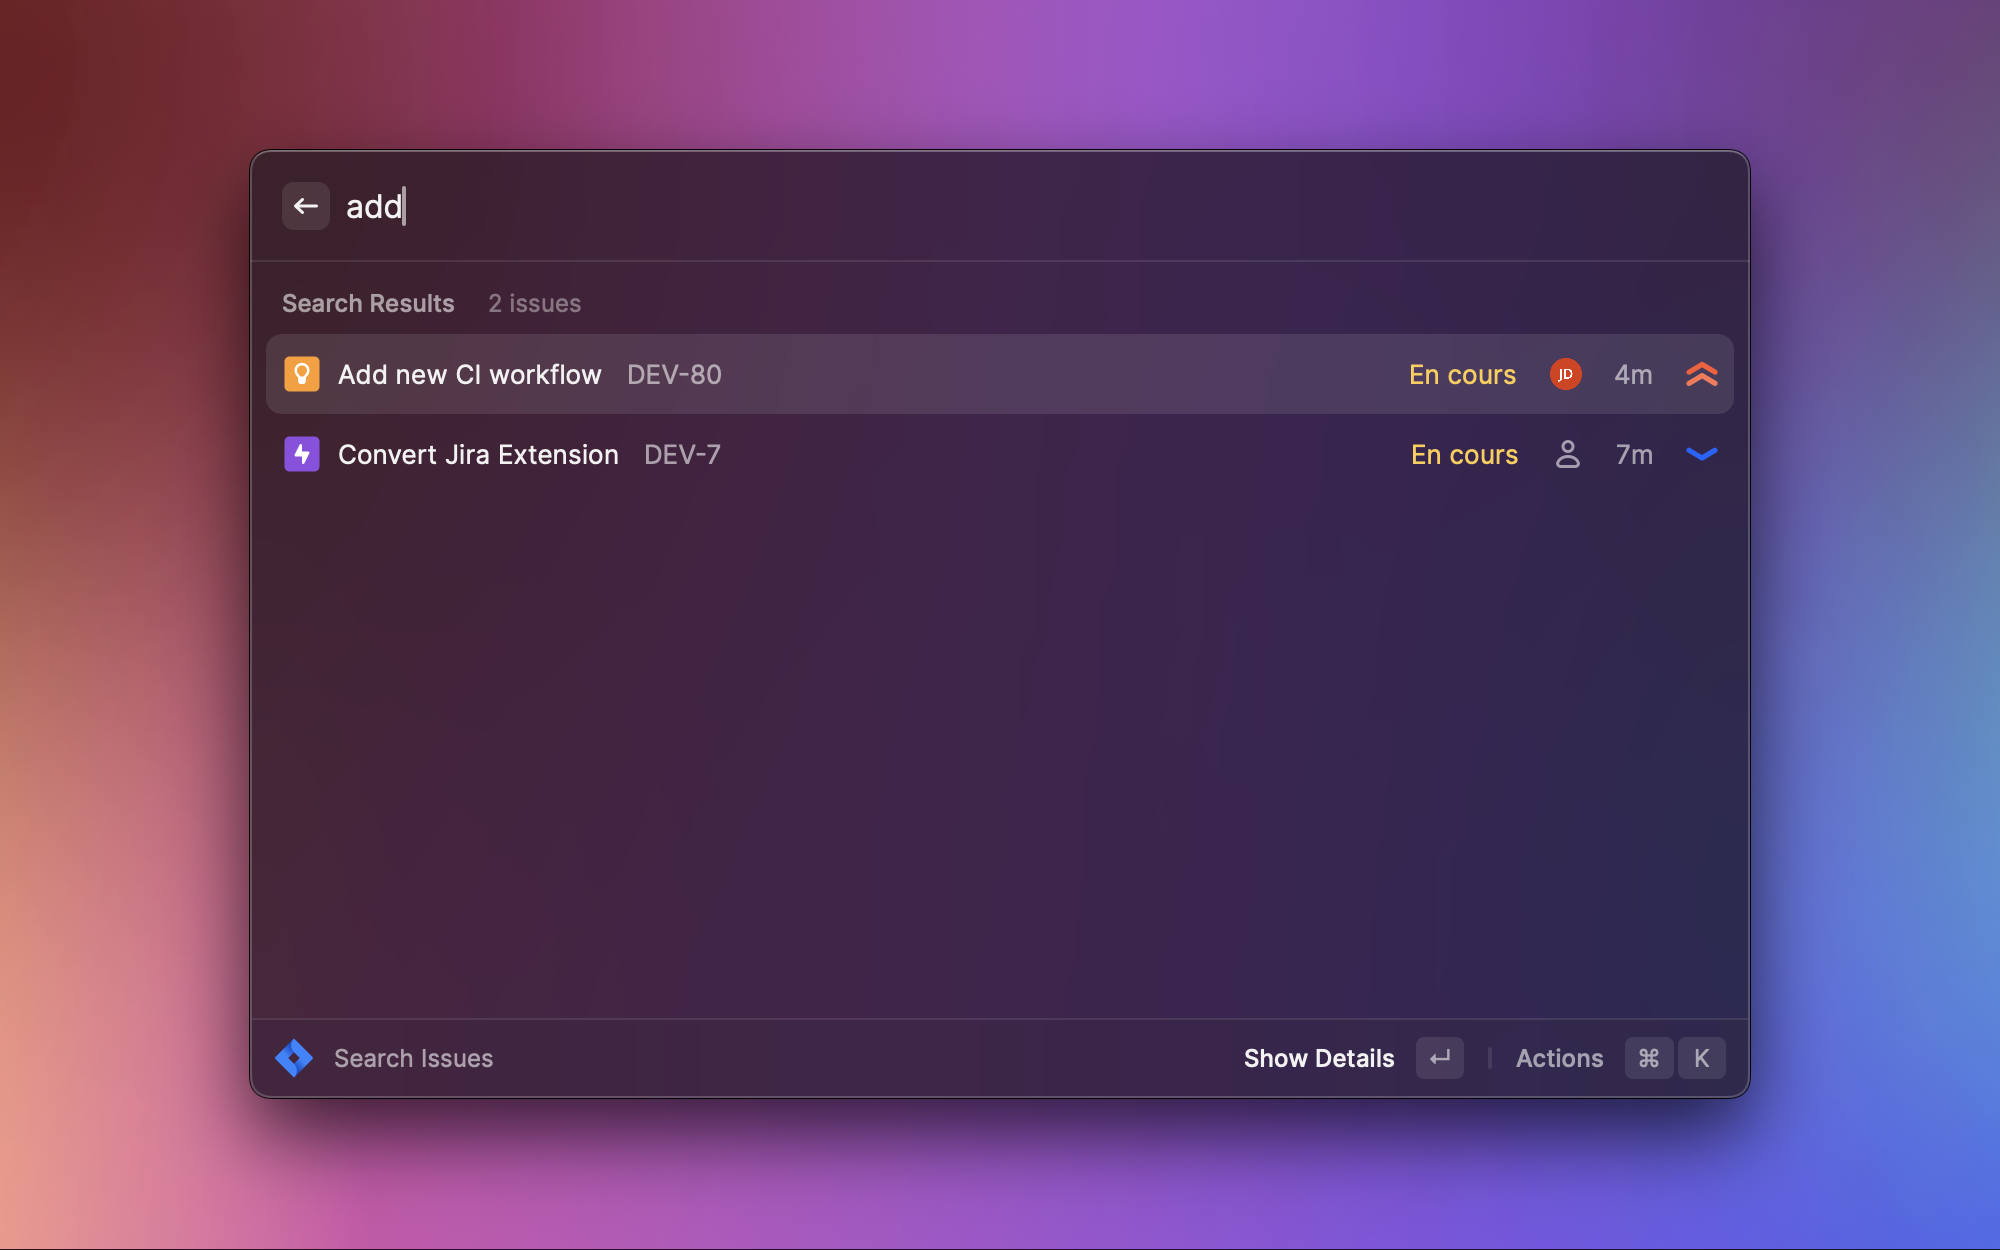 add
Search Results 2 issues
Add new CI workflow DEV-80 En cours JD 4m
Convert Jira Extension DEV-7 En cours 7m
Search Issues Show Details ↵ Actions ⌘ K